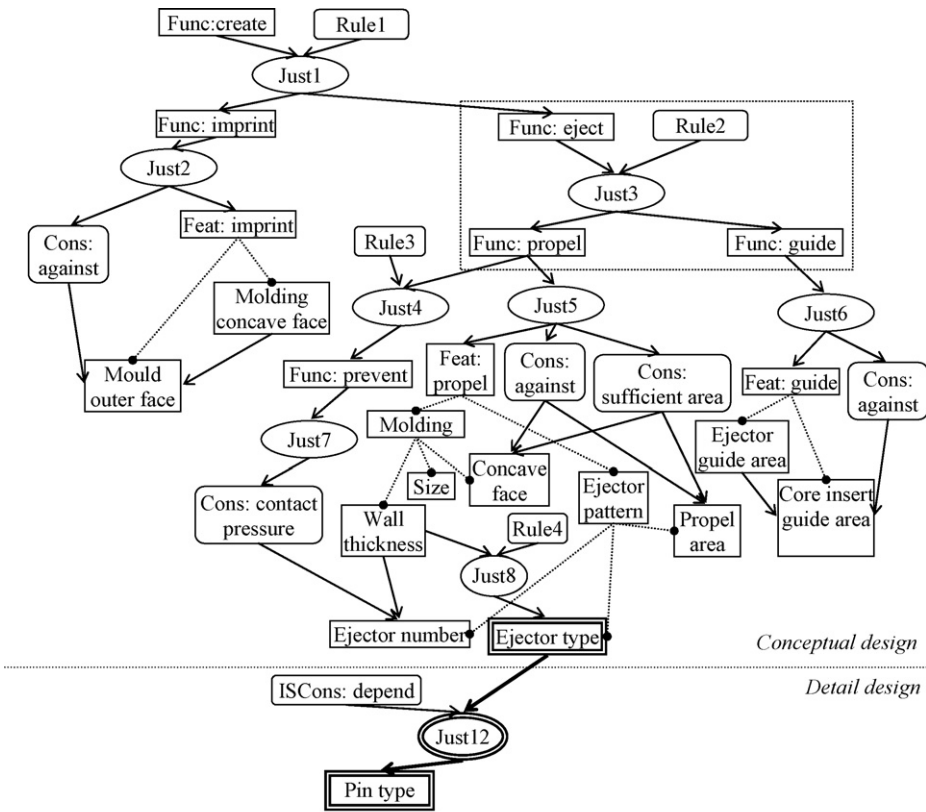 Func:create
Rule1
Just1
Func: imprint
Func: eject
Rule2
Just2
Just3
Cons:
against
Feat: imprint
Rule3
Func: propel
Func: guide
Molding
concave face
Just4
Just5
Just6
Mould
outer face
Func: prevent
Feat:
propel
Cons:
against
Cons:
sufficient area
Feat: guide
Cons:
against
Just7
Molding
Ejector
guide area
Cons: contact
pressure
Size
Concave
face
Ejector
pattern
Core insert
guide area
Wall
thickness
Rule4
Propel
area
Just8
Ejector number
Ejector type
Conceptual design
ISCons: depend
Detail design
Just12
Pin type